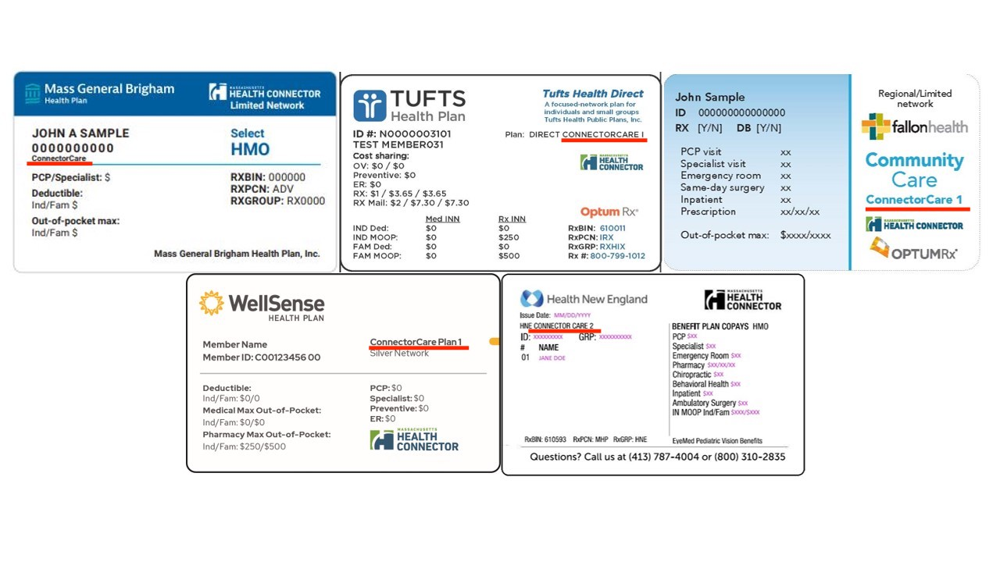 Mass General Brigham
Health Plan
MASSACHUSETTS
HEALTH CONNECTOR
Limited Network
JOHN A SAMPLE
0000000000
ConnectorCare
Select
HMO
PCP/Specialist: $
Deductible:
Ind/Fam $
Out-of-pocket max:
Ind/Fam $
RXBIN: 000000
RXPCN: ADV
RXGROUP: RX0000
Mass General Brigham Health Plan, Inc.
TUFTS
Health Plan
Tufts Health Direct
A focused-network plan for
individuals and small groups
Tufts Health Public Plans, Inc.
ID #: N0000003101
TEST MEMBER031
Plan: DIRECT CONNECTORCARE I
Cost sharing:
OV: $0 / $0
Preventive: $0
ER: $0
RX: $1 / $3.65 / $3.65
RX Mail: $2 / $7.30 / $7.30
MASSACHUSETTS
HEALTH
CONNECTOR
Optum Rx®
Med INN Rx INN
IND Ded: $0 $0
IND MOOP: $0 $250
FAM Ded: $0 $0
FAM MOOP: $0 $500
RxBIN: 610011
RxPCN: IRX
RxGRP: RXHIX
Rx #: 800-799-1012
John Sample
ID 000000000000000
RX [Y/N] DB [Y/N]
PCP visit xx
Specialist visit xx
Emergency room xx
Same-day surgery xx
Inpatient xx
Prescription xx/xx/xx
Out-of-pocket max: $xxxx/xxxx
Regional/Limited
network
fallonhealth
Community
Care
ConnectorCare 1
MASSACHUSETTS
HEALTH CONNECTOR
OPTUMRx®
WellSense
HEALTH PLAN
Member Name
Member ID: C00123456 00
ConnectorCare Plan 1
Silver Network
Deductible:
Ind/Fam: $0/0
Medical Max Out-of-Pocket:
Ind/Fam: $0/$0
Pharmacy Max Out-of-Pocket:
Ind/Fam: $250/$500
PCP: $0
Specialist: $0
Preventive: $0
ER: $0
MASSACHUSETTS
HEALTH
CONNECTOR
Health New England
MASSACHUSETTS
HEALTH
CONNECTOR
Issue Date: MM/DD/YYYY
HNE CONNECTOR CARE 2
ID: XXXXXXXXX GRP: XXXXXXXXXX
# NAME
01 JANE DOE
BENEFIT PLAN COPAYS HMO
PCP $xx
Specialist $xx
Emergency Room $xx
Pharmacy $xx/xx/xx
Chiropractic $xx
Behavioral Health $xx
Inpatient $xx
Ambulatory Surgery $xx
IN MOOP Ind/Fam $xxx/$xxx
RxBIN: 610593 RxPCN: MHP RxGRP: HNE
EyeMed Pediatric Vision Benefits
Questions? Call us at (413) 787-4004 or (800) 310-2835